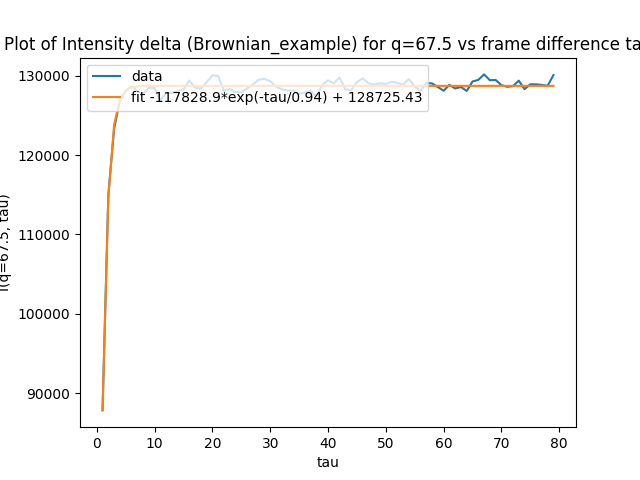 Plot of Intensity delta (Brownian_example) for q=67.5 vs frame difference ta
130000
120000
110000
100000
90000
data
fit -117828.9*exp(-tau/0.94) + 128725.43
I(q=67.5, tau)
0 10 20 30 40 50 60 70 80
tau